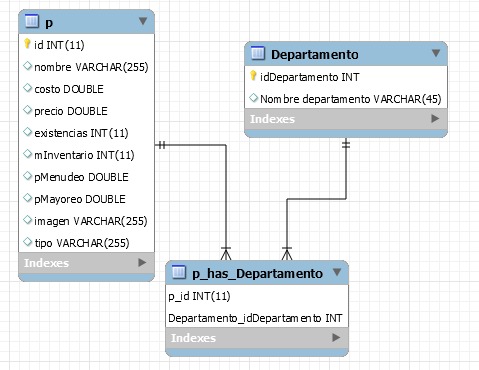 p
id INT(11)
nombre VARCHAR(255)
costo DOUBLE
precio DOUBLE
existencias INT(11)
mInventario INT(11)
pMenudeo DOUBLE
pMayoreo DOUBLE
imagen VARCHAR(255)
tipo VARCHAR(255)
Indexes
Departamento
idDepartamento INT
Nombre departamento VARCHAR(45)
Indexes
p_has_Departamento
p_id INT(11)
Departamento_idDepartamento INT
Indexes